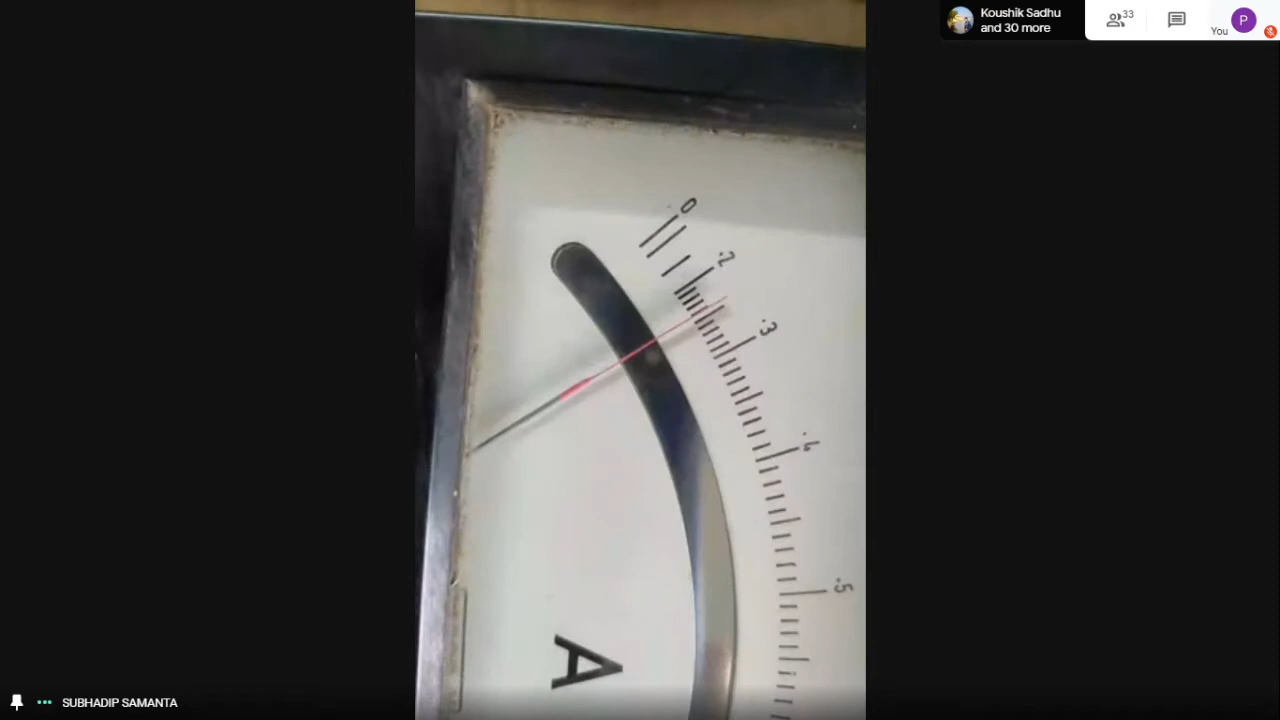 Koushik Sadhu
and 30 more
33
You
P
0
.2
.3
.4
.5
A
SUBHADIP SAMANTA